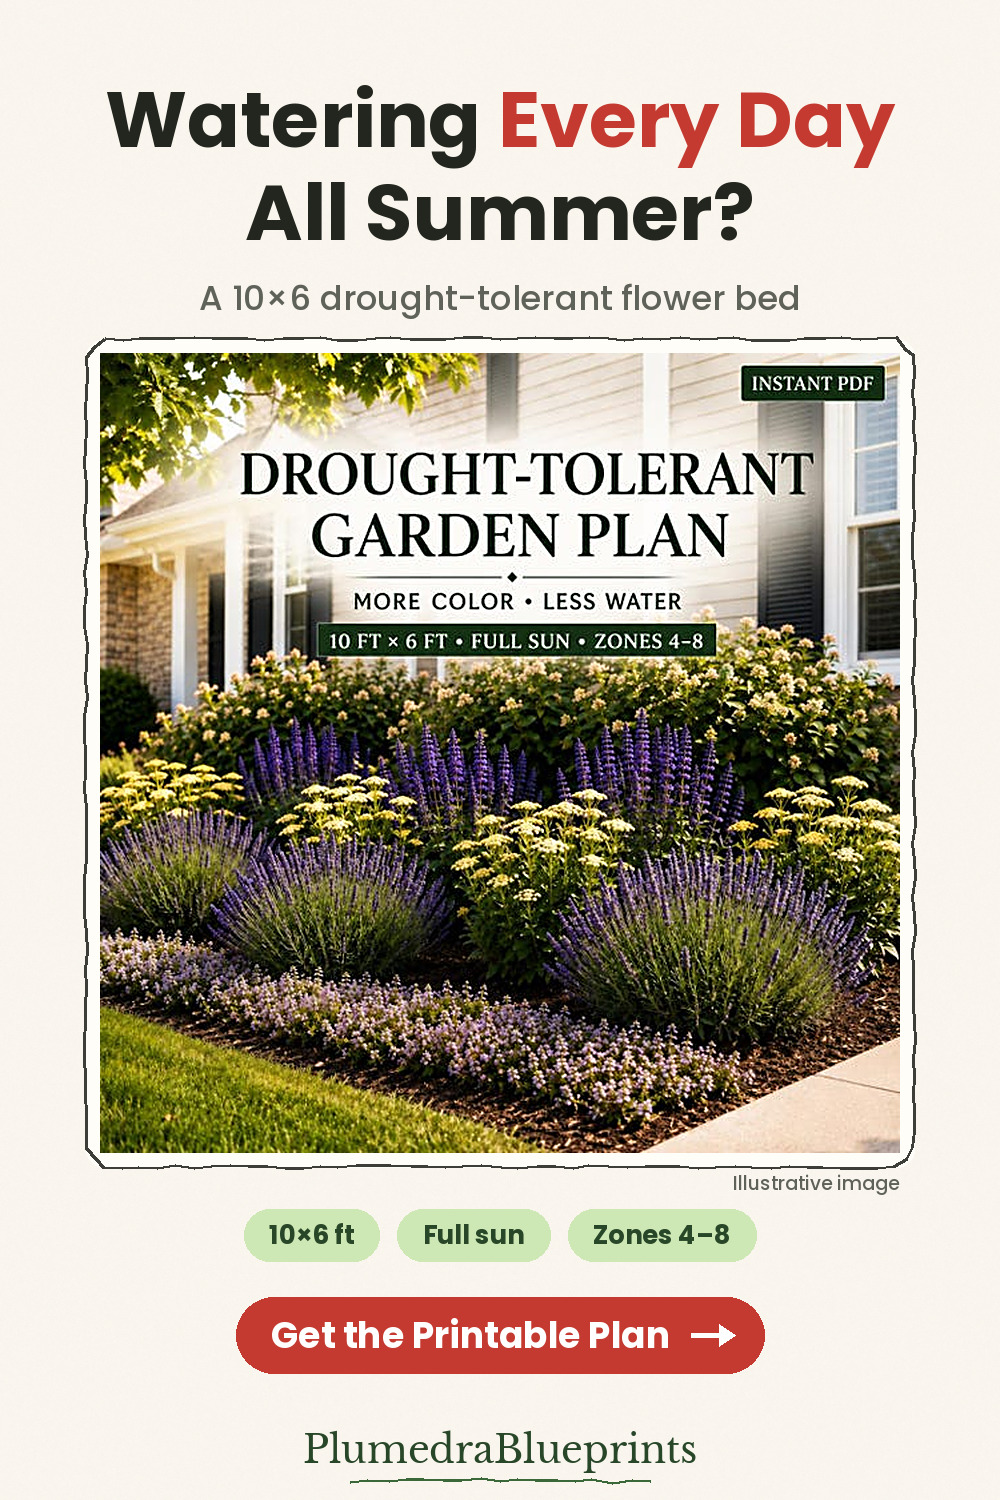 Watering Every Day
All Summer?
A 10×6 drought-tolerant flower bed
INSTANT PDF
DROUGHT-TOLERANT
GARDEN PLAN
MORE COLOR • LESS WATER
10 FT × 6 FT • FULL SUN • ZONES 4–8
Illustrative image
10×6 ft
Full sun
Zones 4–8
Get the Printable Plan →
PlumedraBlueprints